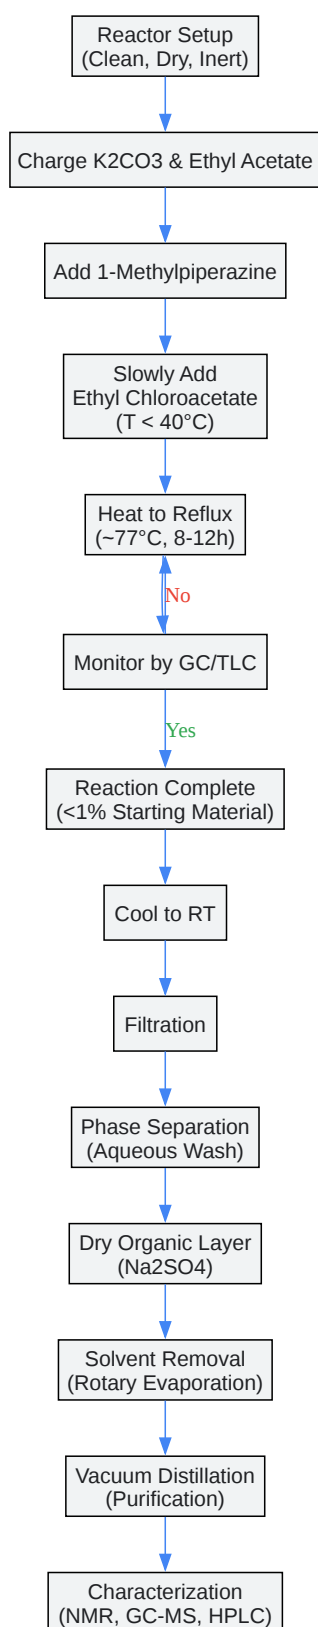 Reactor Setup
(Clean, Dry, Inert)
Charge K2CO3 & Ethyl Acetate
Add 1-Methylpiperazine
Slowly Add
Ethyl Chloroacetate
(T < 40°C)
Heat to Reflux
(~77°C, 8-12h)
No
Monitor by GC/TLC
Yes
Reaction Complete
(<1% Starting Material)
Cool to RT
Filtration
Phase Separation
(Aqueous Wash)
Dry Organic Layer
(Na2SO4)
Solvent Removal
(Rotary Evaporation)
Vacuum Distillation
(Purification)
Characterization
(NMR, GC-MS, HPLC)